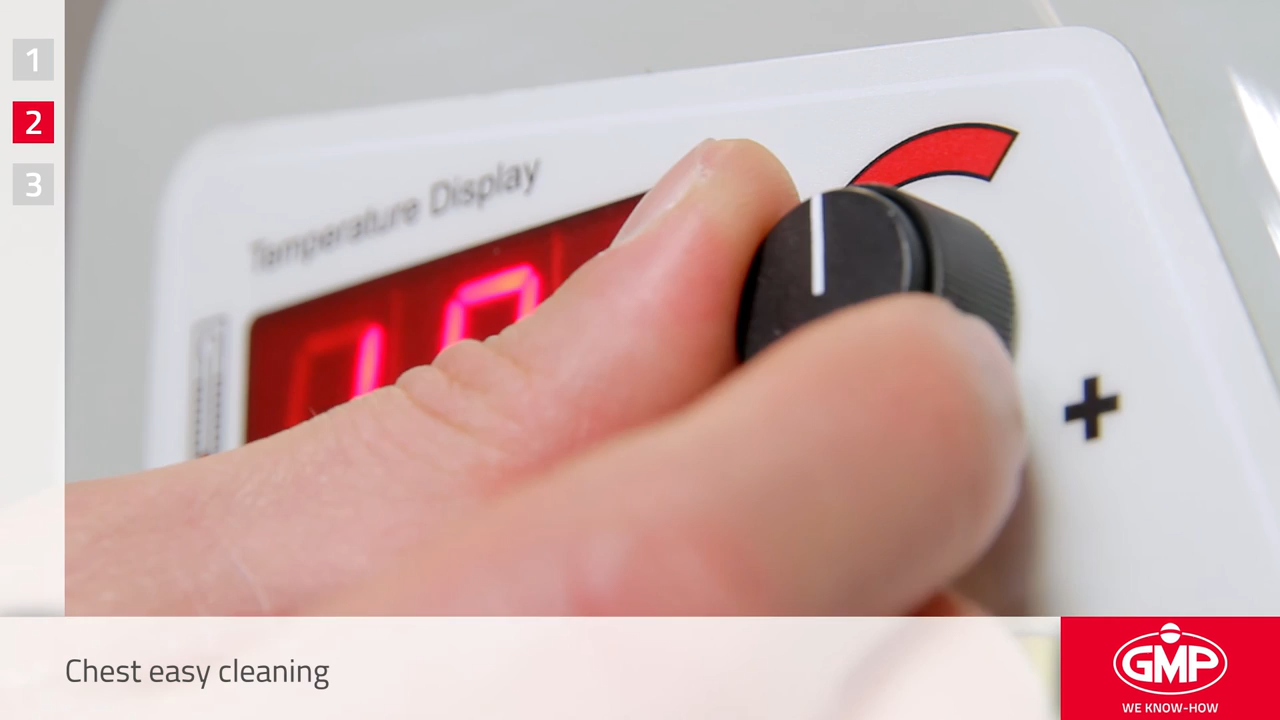 1
2
3
Temperature Display
+
Chest easy cleaning
GMP
WE KNOW-HOW